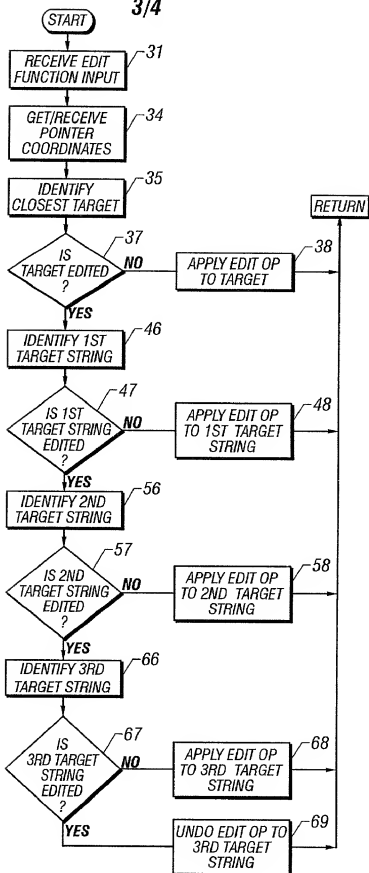 3/4
START
RECEIVE EDIT
FUNCTION INPUT
31
GET/RECEIVE
POINTER
COORDINATES
34
IDENTIFY
CLOSEST TARGET
35
RETURN
IS
TARGET EDITED
?
37
NO
YES
APPLY EDIT OP
TO TARGET
38
IDENTIFY 1ST
TARGET STRING
46
IS 1ST
TARGET STRING
EDITED
?
47
NO
YES
APPLY EDIT OP
TO 1ST TARGET
STRING
48
IDENTIFY 2ND
TARGET STRING
56
IS 2ND
TARGET STRING
EDITED
?
57
NO
YES
APPLY EDIT OP
TO 2ND TARGET
STRING
58
IDENTIFY 3RD
TARGET STRING
66
IS
3RD TARGET
STRING
EDITED
?
67
NO
YES
APPLY EDIT OP
TO 3RD TARGET
STRING
68
UNDO EDIT OP TO
3RD TARGET
STRING
69